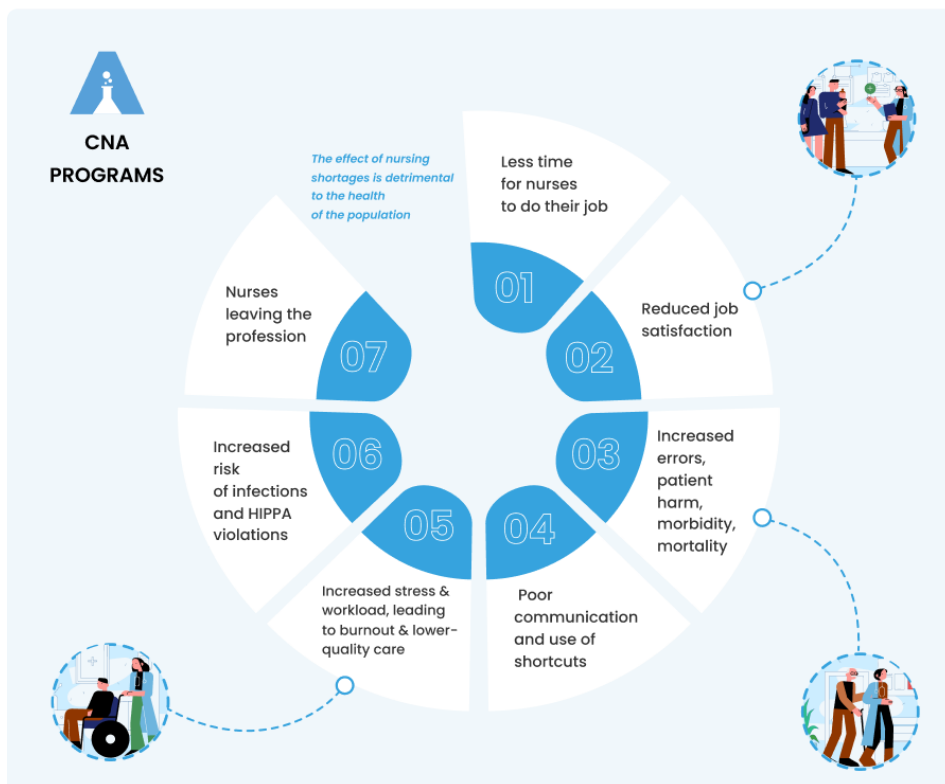 CNA
PROGRAMS
The effect of nursing
shortages is detrimental
to the health
of the population
Less time
for nurses
to do their job
01
Reduced job
satisfaction
02
Increased
errors,
patient
harm,
morbidity,
mortality
03
Poor
communication
and use of
shortcuts
04
Increased stress &
workload, leading
to burnout & lower-
quality care
05
Increased
risk
of infections
and HIPPA
violations
06
Nurses
leaving the
profession
07